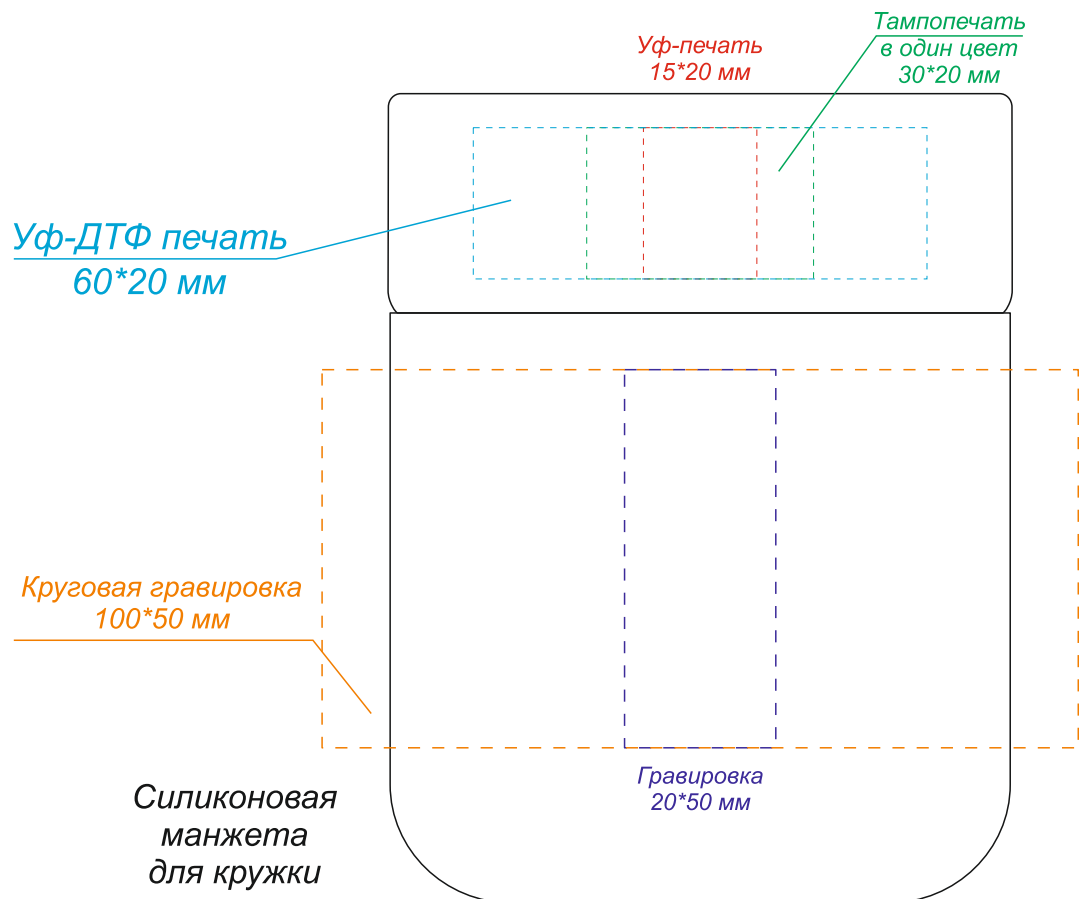 Тампопечать
в один цвет
30*20 мм
Уф-печать
15*20 мм
Уф-ДТФ печать
60*20 мм
Круговая гравировка
100*50 мм
Гравировка
20*50 мм
Силиконовая
манжета
для кружки